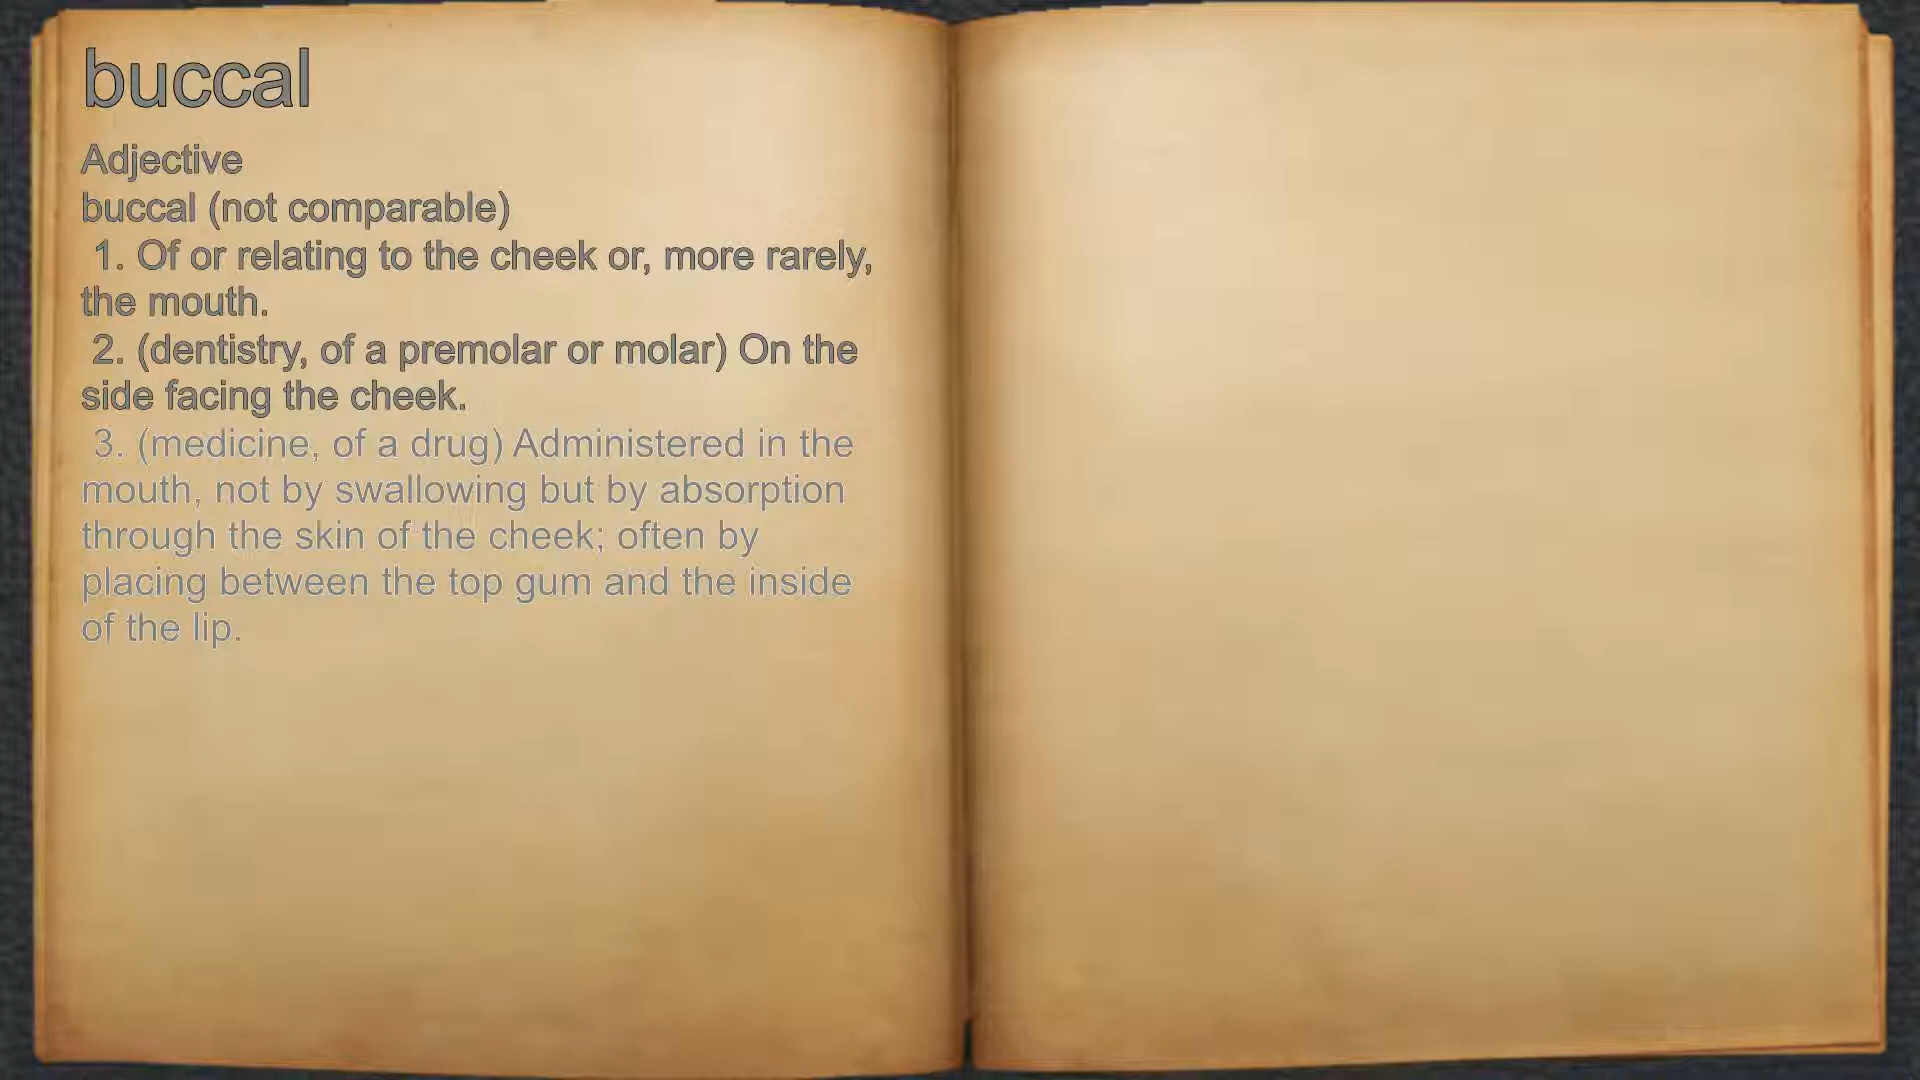 buccal
Adjective
buccal (not comparable)
1. Of or relating to the cheek or, more rarely,
the mouth.
2. (dentistry, of a premolar or molar) On the
side facing the cheek.
3. (medicine, of a drug) Administered in the
mouth, not by swallowing but by absorption
through the skin of the cheek; often by
placing between the top gum and the inside
of the lip.